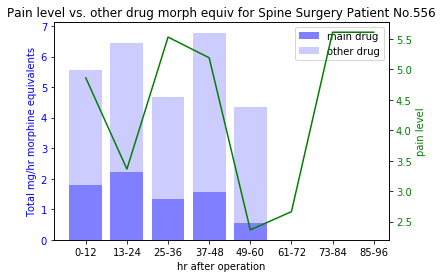 Pain level vs. other drug morph equiv for Spine Surgery Patient No.556
main drug
other drug
Total mg/hr morphine equivalents
7
6
5
4
3
2
1
0
5.5
5.0
4.5
4.0
3.5
3.0
2.5
pain level
0-12 13-24 25-36 37-48 49-60 61-72 73-84 85-96
hr after operation